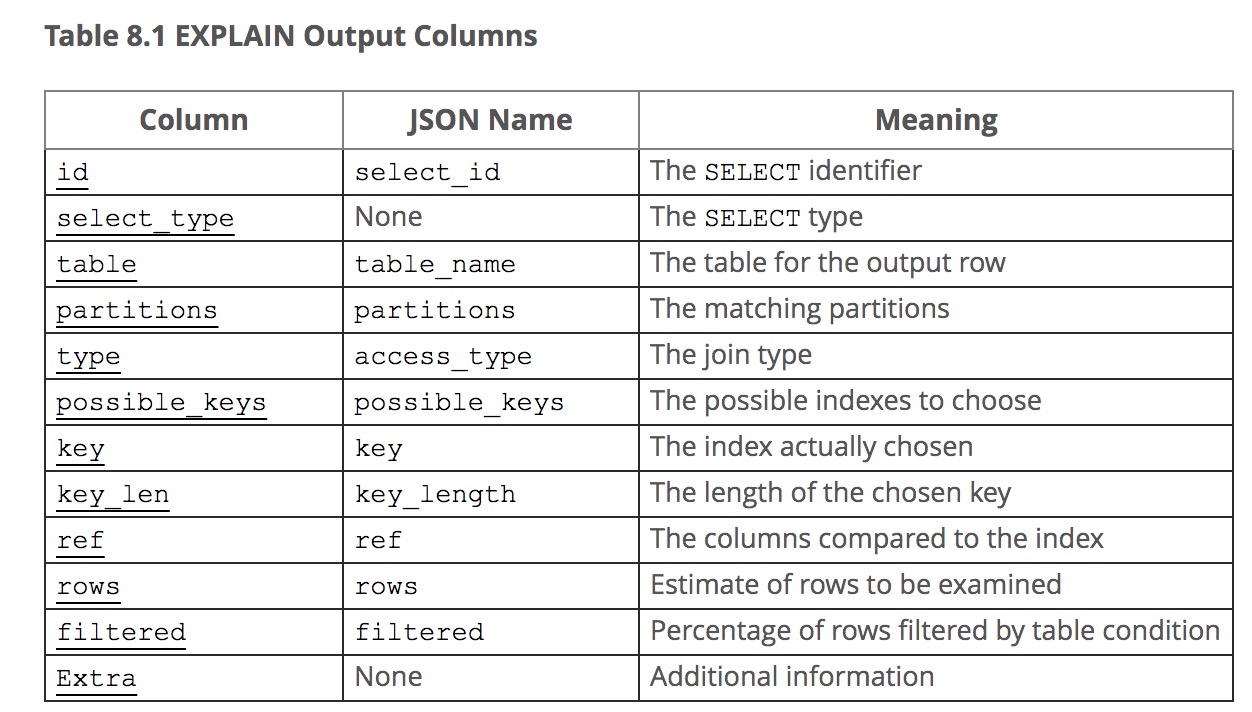 Table 8.1 EXPLAIN Output Columns
Column JSON Name Meaning
id select_id The SELECT identifier
select_type None The SELECT type
table table_name The table for the output row
partitions partitions The matching partitions
type access_type The join type
possible_keys possible_keys The possible indexes to choose
key key The index actually chosen
key_len key_length The length of the chosen key
ref ref The columns compared to the index
rows rows Estimate of rows to be examined
filtered filtered Percentage of rows filtered by table condition
Extra None Additional information